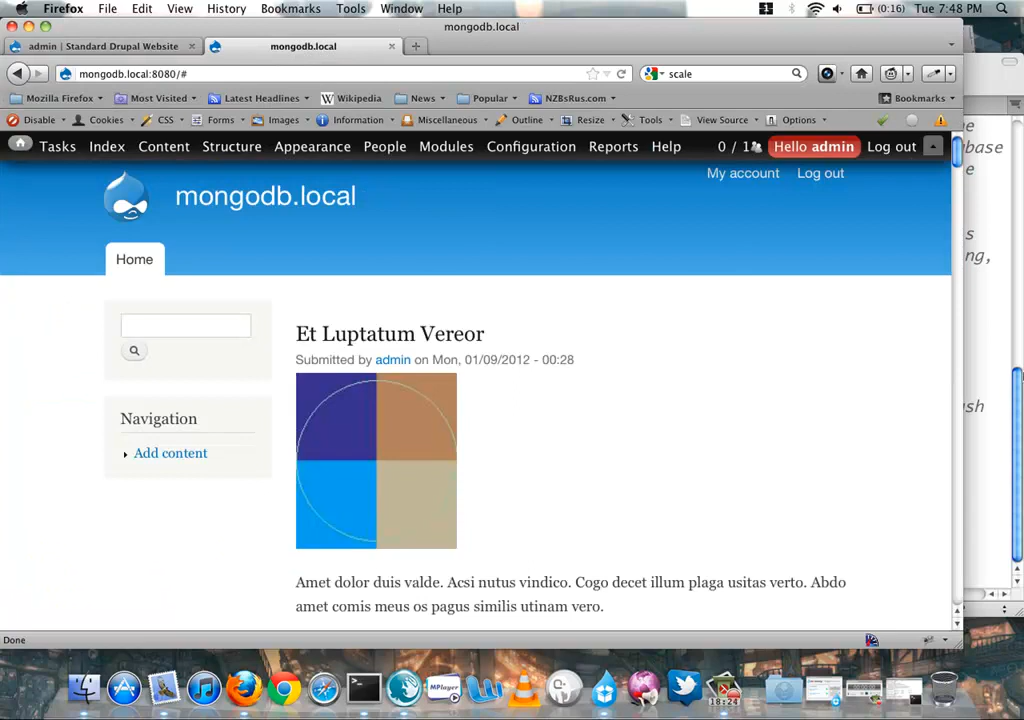 Firefox File Edit View History Bookmarks Tools Window Help (0:16) Tue 7:48 PM
mongodb.local
admin | Standard Drupal Website mongodb.local
mongodb.local:8080/# scale
Mozilla Firefox Most Visited Latest Headlines Wikipedia News Popular NZBsRus.com Bookmarks
Disable Cookies CSS Forms Images Information Miscellaneous Outline Resize Tools View Source Options
Tasks Index Content Structure Appearance People Modules Configuration Reports Help 0 / 1 Hello admin Log out
My account Log out
mongodb.local
Home
Et Luptatum Vereor
Submitted by admin on Mon, 01/09/2012 - 00:28
Navigation
Add content
Amet dolor duis valde. Acsi nutus vindico. Cogo decet illum plaga usitas verto. Abdo
amet comis meus os pagus similis utinam vero.
Done
MPlayer
18:24